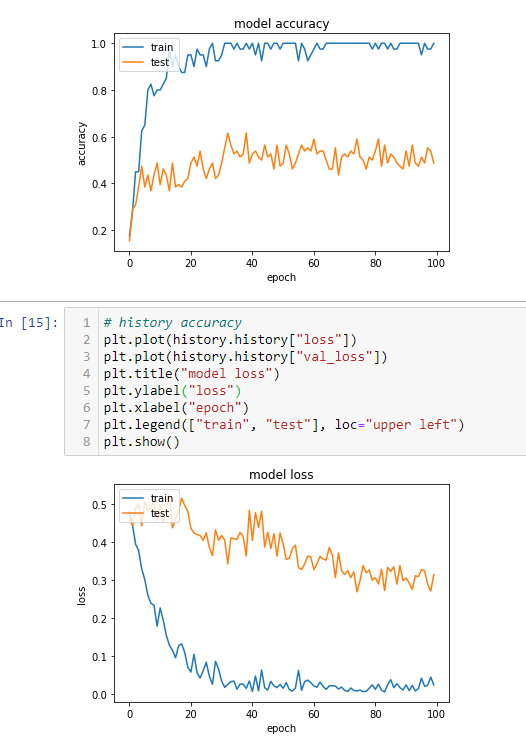 model accuracy
train
test
1.0
0.8
0.6
0.4
0.2
accuracy
0 20 40 60 80 100
epoch
In [15]:
1 # history accuracy
2 plt.plot(history.history["loss"])
3 plt.plot(history.history["val_loss"])
4 plt.title("model loss")
5 plt.ylabel("loss")
6 plt.xlabel("epoch")
7 plt.legend(["train", "test"], loc="upper left")
8 plt.show()
model loss
train
test
0.5
0.4
0.3
0.2
0.1
0.0
loss
0 20 40 60 80 100
epoch